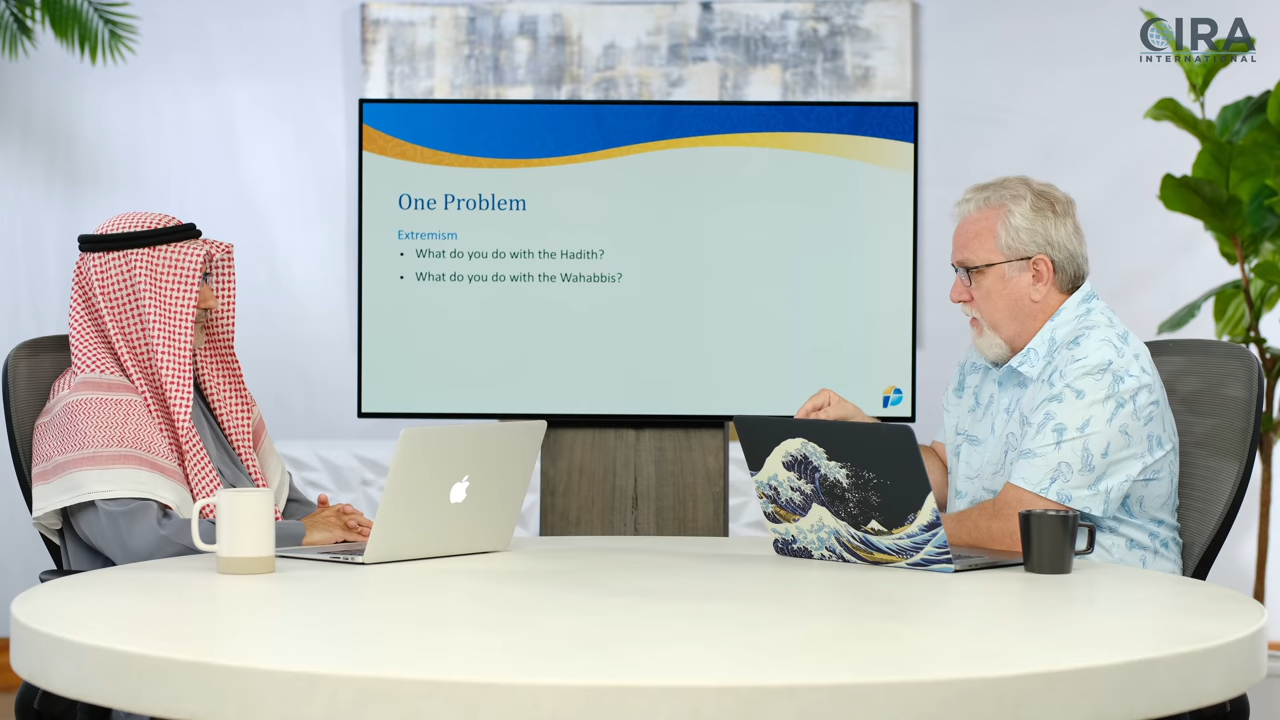 CIRA
INTERNATIONAL
One Problem
Extremism
• What do you do with the Hadith?
• What do you do with the Wahabbis?